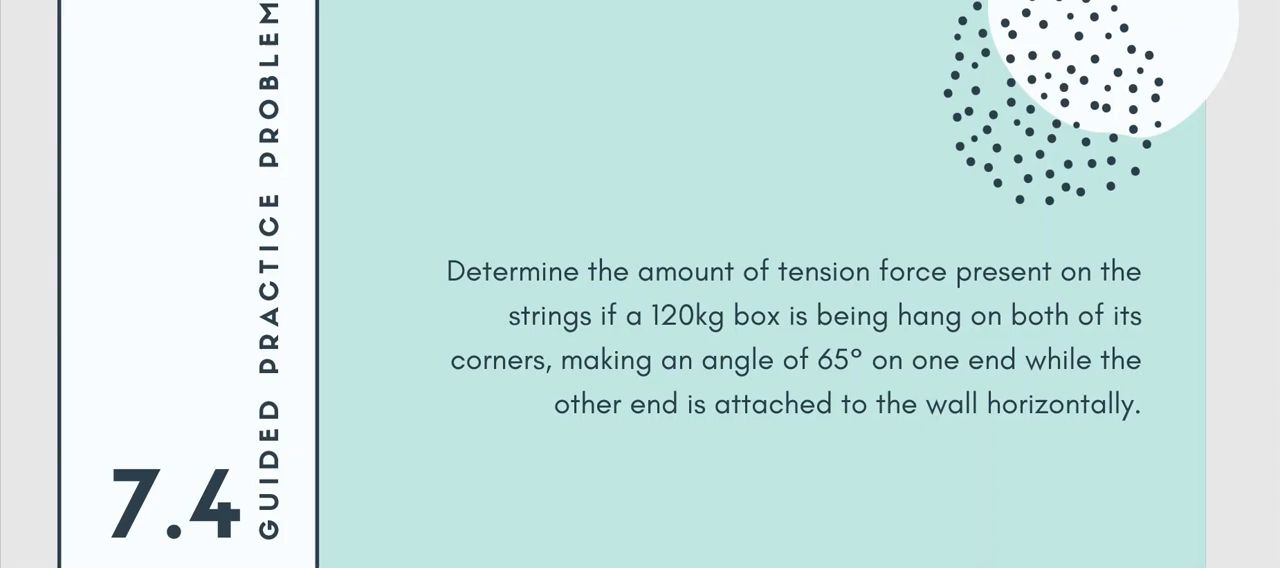 7.4
GUIDED PRACTICE PROBLEM
Determine the amount of tension force present on the
strings if a 120kg box is being hang on both of its
corners, making an angle of 65° on one end while the
other end is attached to the wall horizontally.